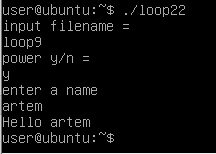 user@ubuntu:~$ ./loop22
input filename =
loop9
power y/n =
y
enter a name
artem
Hello artem
user@ubuntu:~$